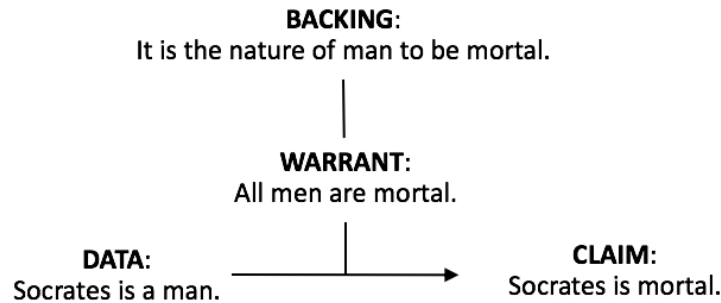 BACKING:
It is the nature of man to be mortal.
WARRANT:
All men are mortal.
DATA:
Socrates is a man.
CLAIM:
Socrates is mortal.